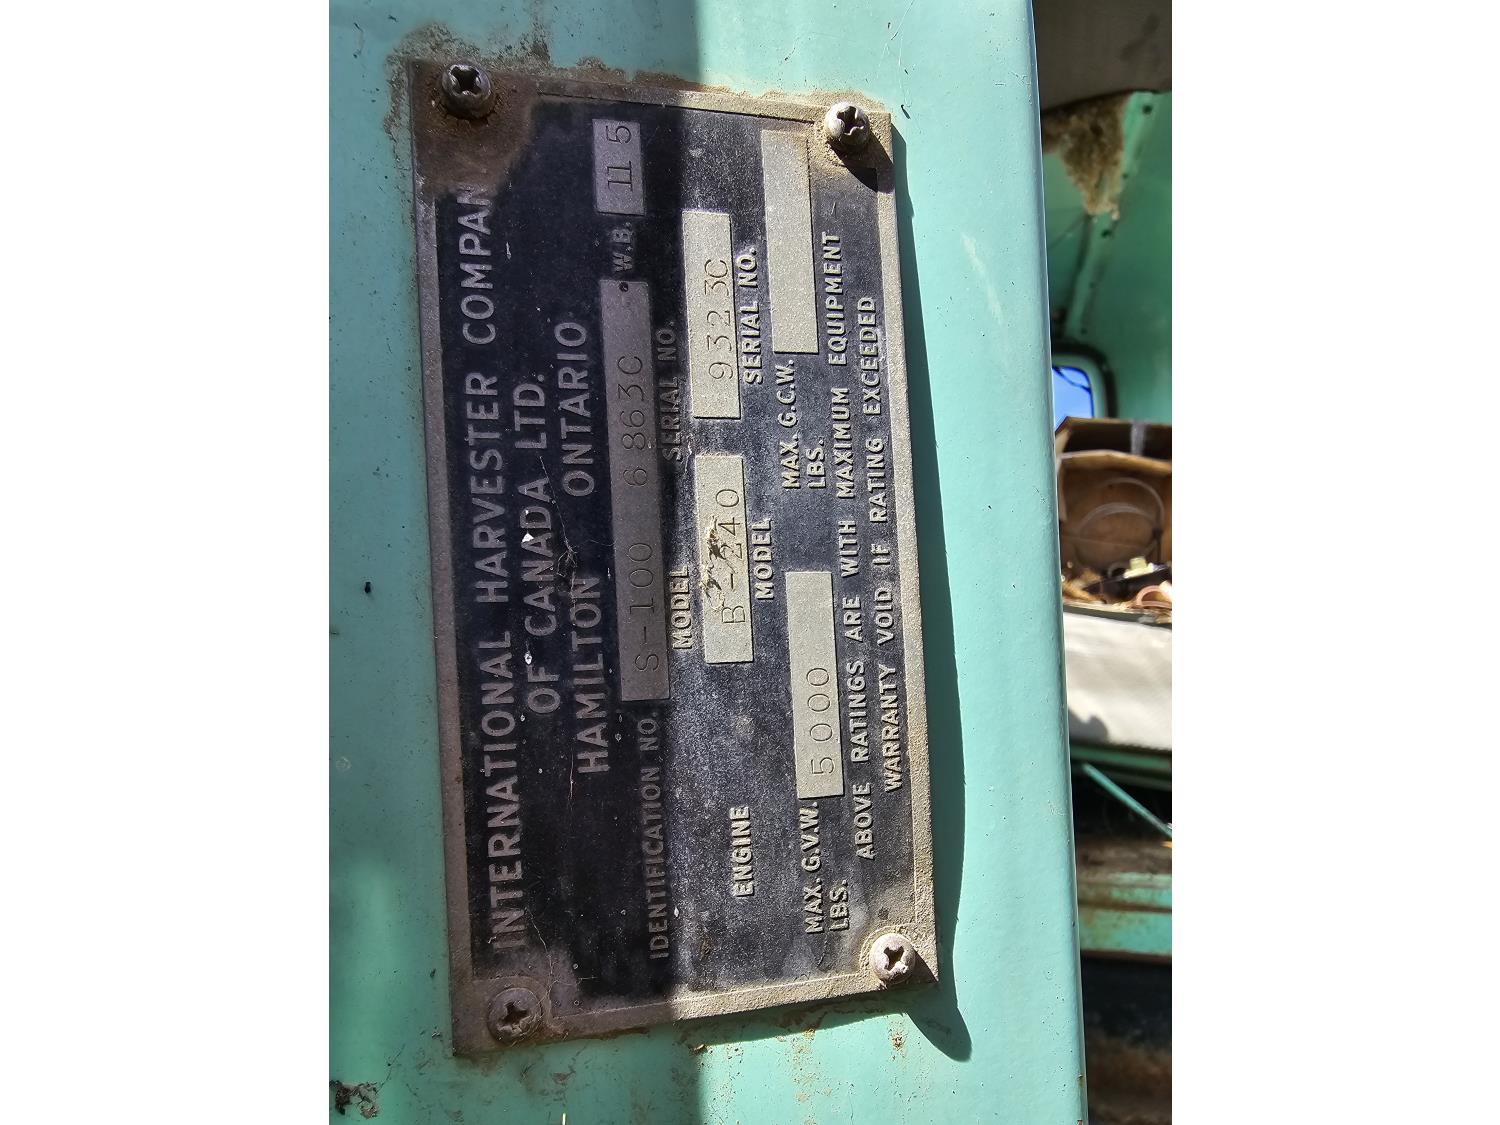 INTERNATIONAL HARVESTER COMPAN
OF CANADA LTD.
HAMILTON ONTARIO
IDENTIFICATION NO. S-100 6863C W.B. 115
MODEL SERIAL NO.
ENGINE B-240 9323C
MODEL SERIAL NO.
MAX. G.V.W. 5000 MAX. G.C.W.
LBS. LBS.
ABOVE RATINGS ARE WITH MAXIMUM EQUIPMENT -
WARRANTY VOID IF RATING EXCEEDED